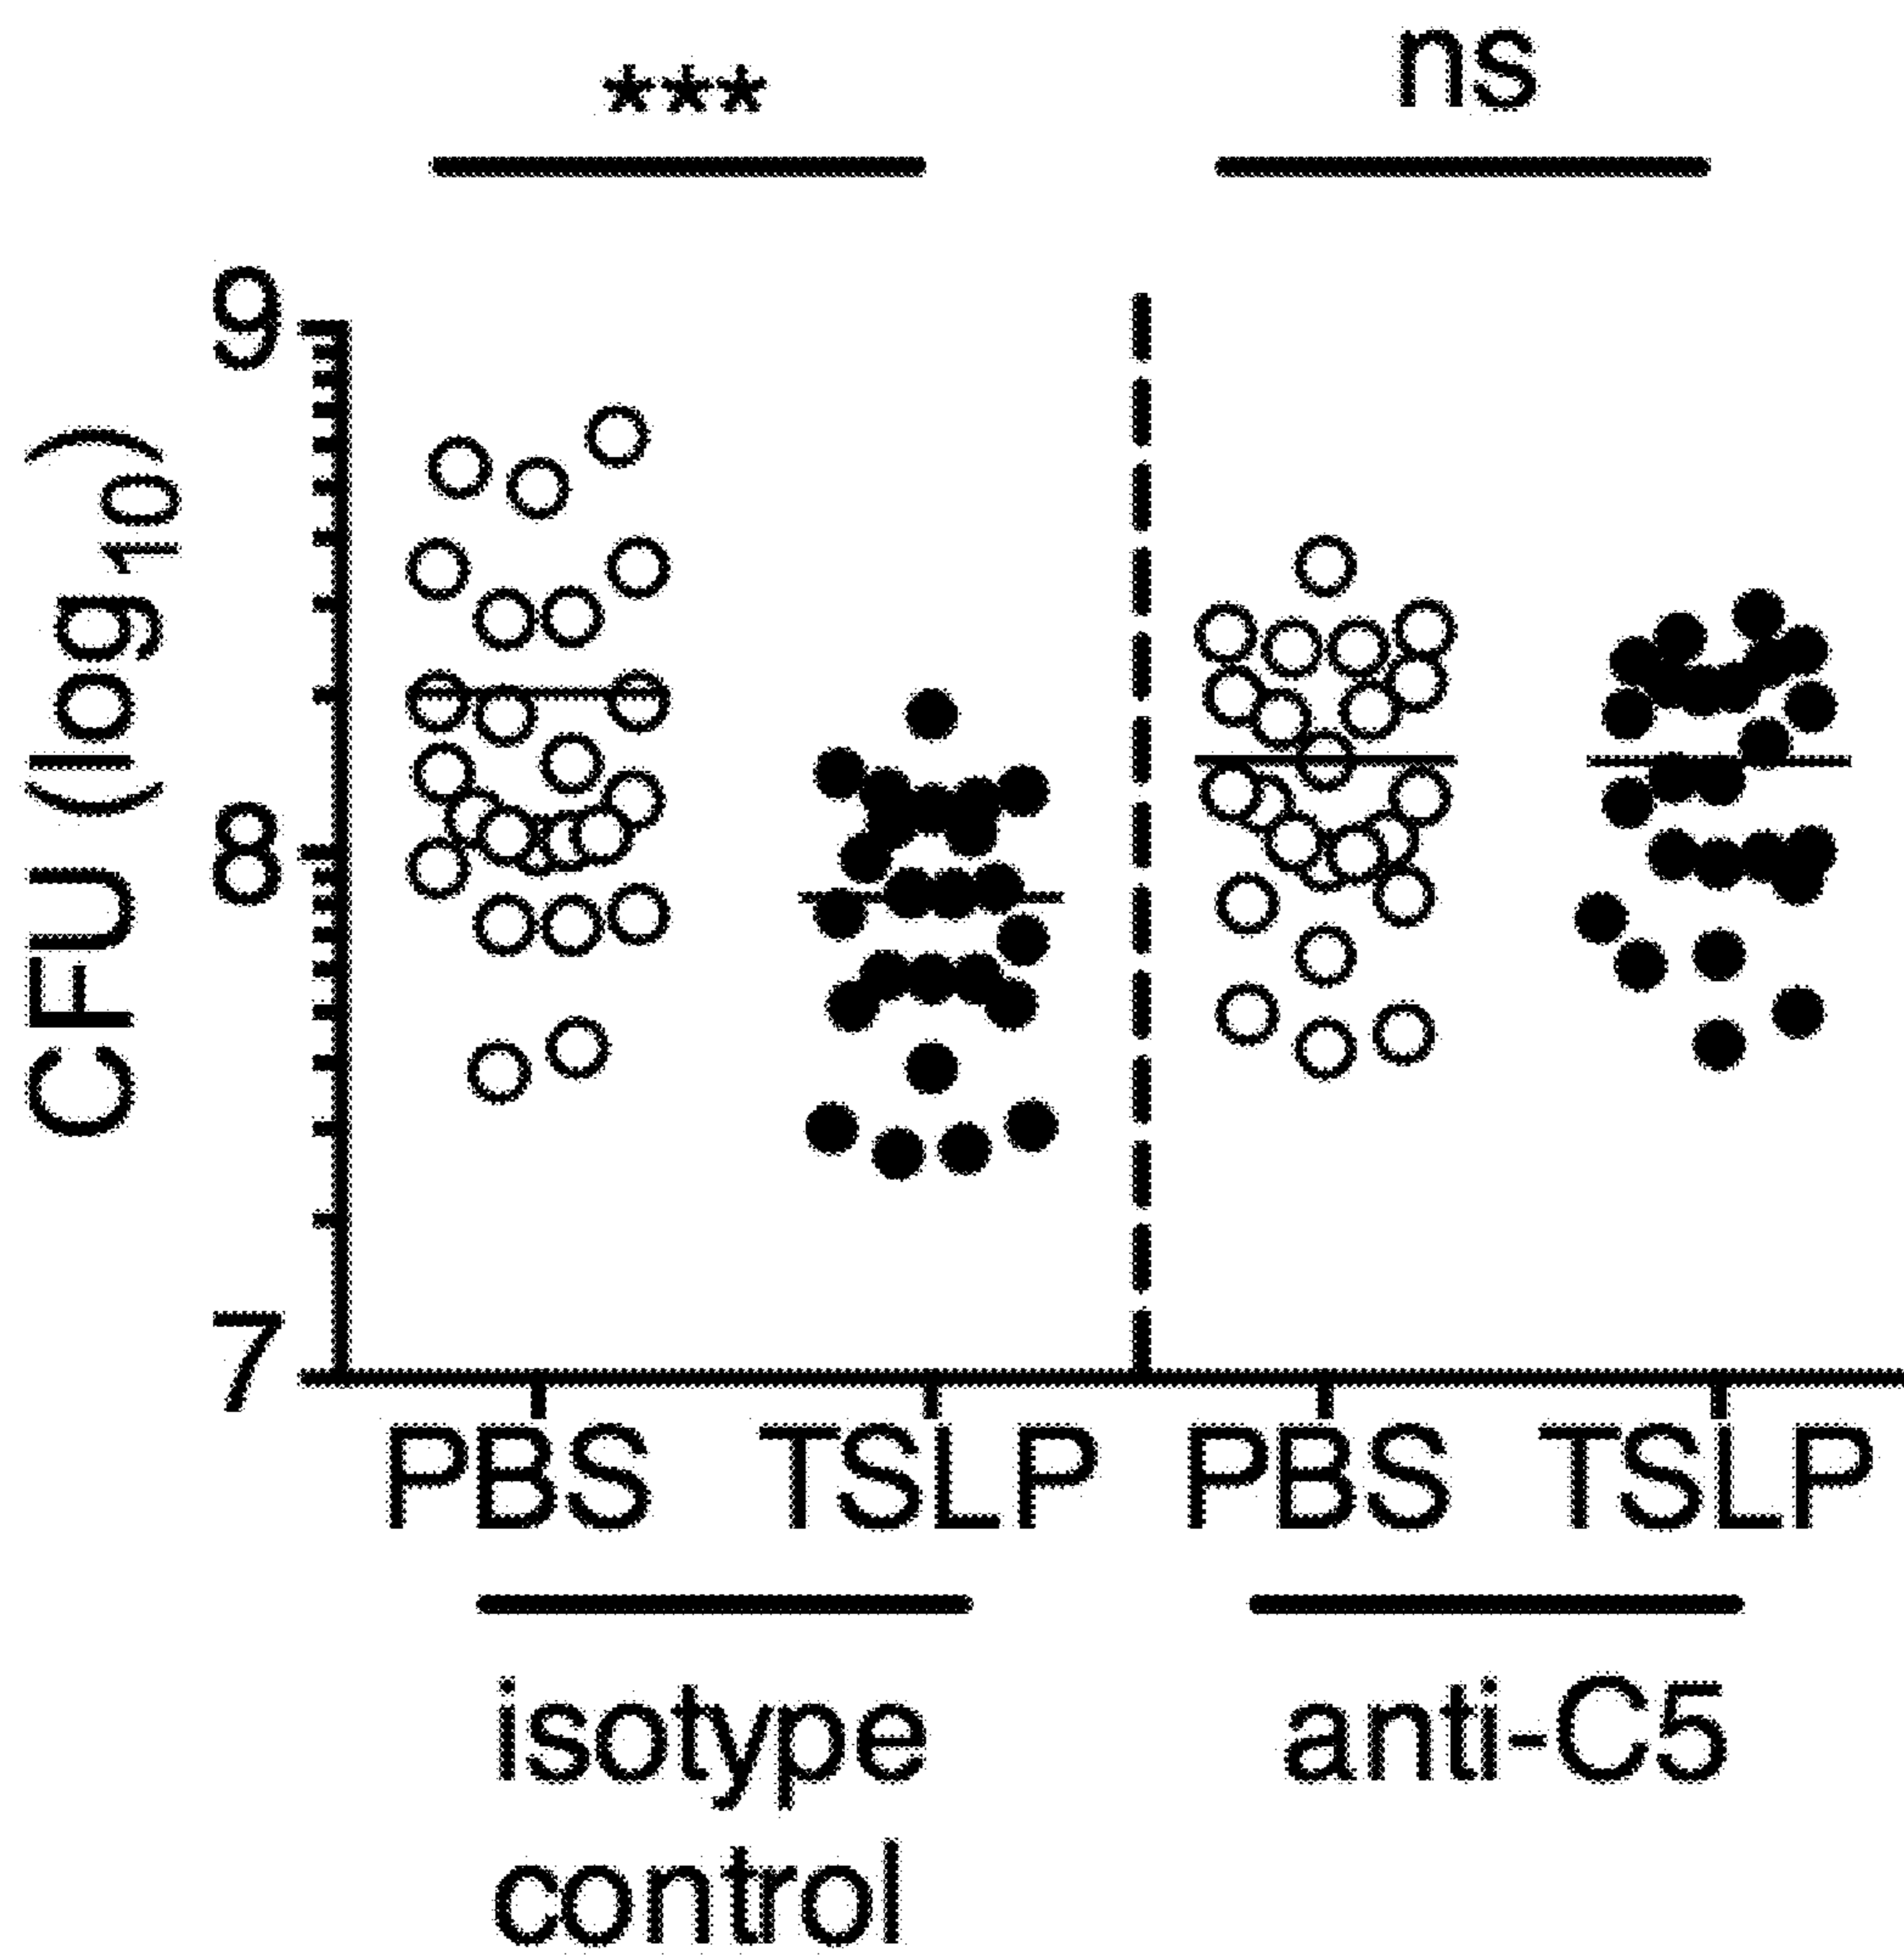 *** ns
9
8
7
CFU (log10)
PBS TSLP PBS TSLP
isotype control
anti-C5